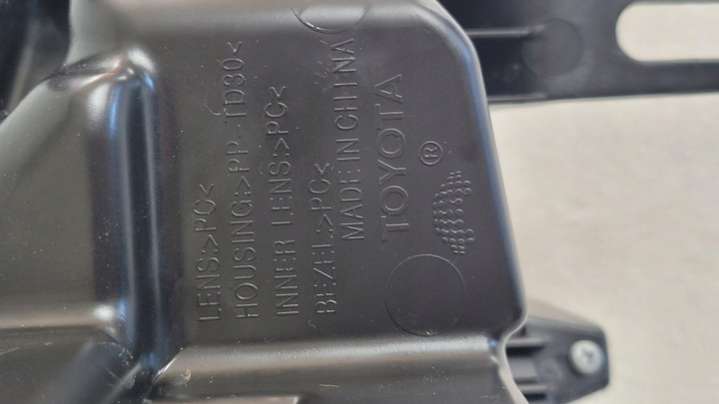 LENS:>PC<
HOUSING:>PP-TD30<
INNER LENS:>PC<
BEZEL:>PC<
MADE IN CHINA
TOYOTA ®